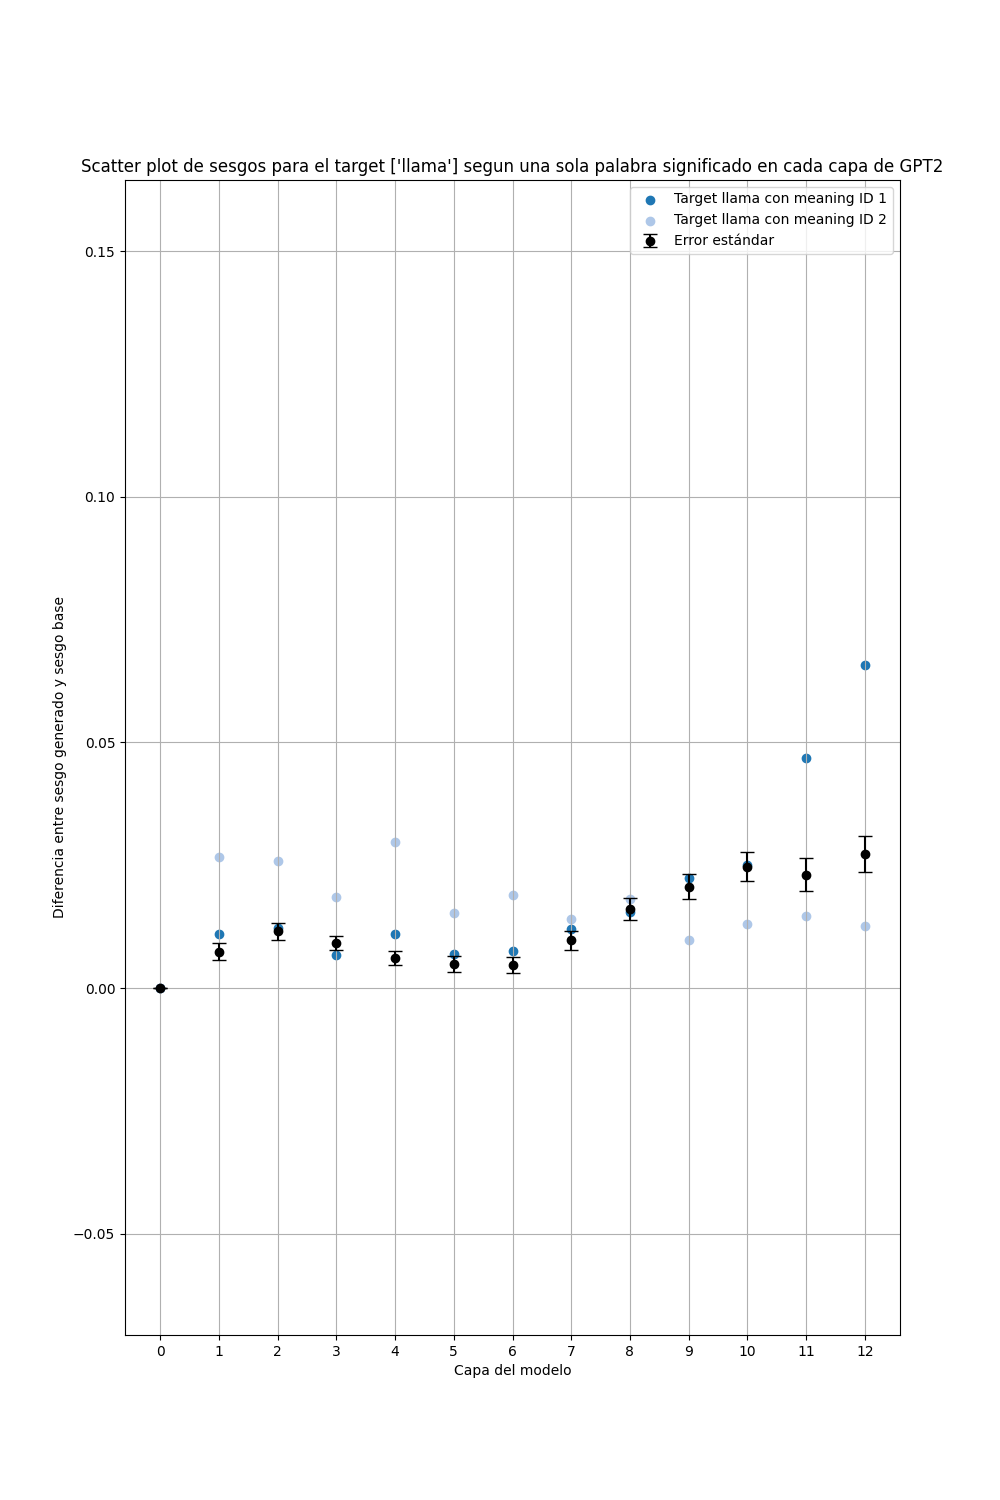 Scatter plot de sesgos para el target ['llama'] segun una sola palabra significado en cada capa de GPT2
Target llama con meaning ID 1
Target llama con meaning ID 2
Error estándar
0.15
0.10
0.05
0.00
−0.05
Diferencia entre sesgo generado y sesgo base
0 1 2 3 4 5 6 7 8 9 10 11 12
Capa del modelo